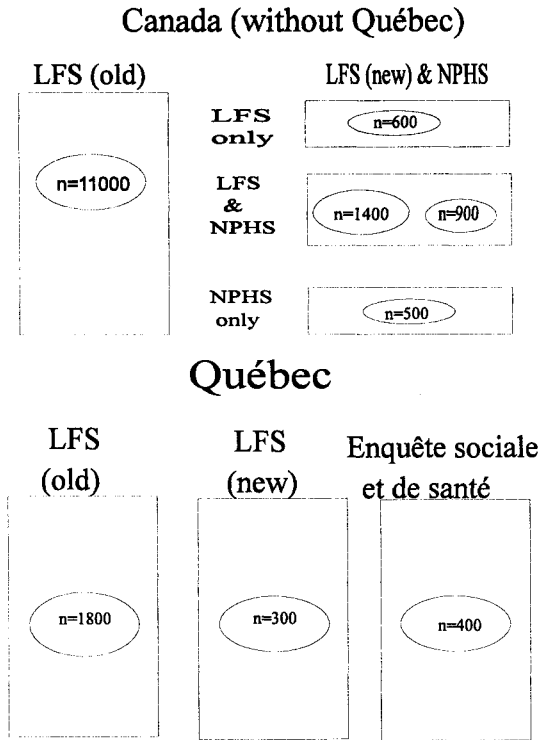 Canada (without Québec)
LFS (old)
LFS (new) & NPHS
n=11000
LFS
only
n=600
LFS
&
NPHS
n=1400
n=900
NPHS
only
n=500
Québec
LFS
(old)
LFS
(new)
Enquête sociale
et de santé
n=1800
n=300
n=400